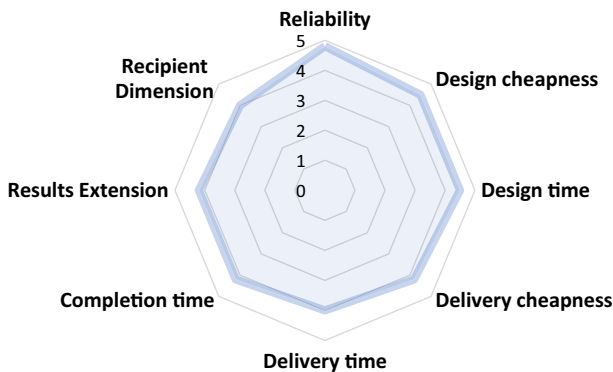 Reliability
5
Recipient
Dimension
4
Design cheapness
3
2
1
Results Extension
0
Design time
Completion time
Delivery cheapness
Delivery time